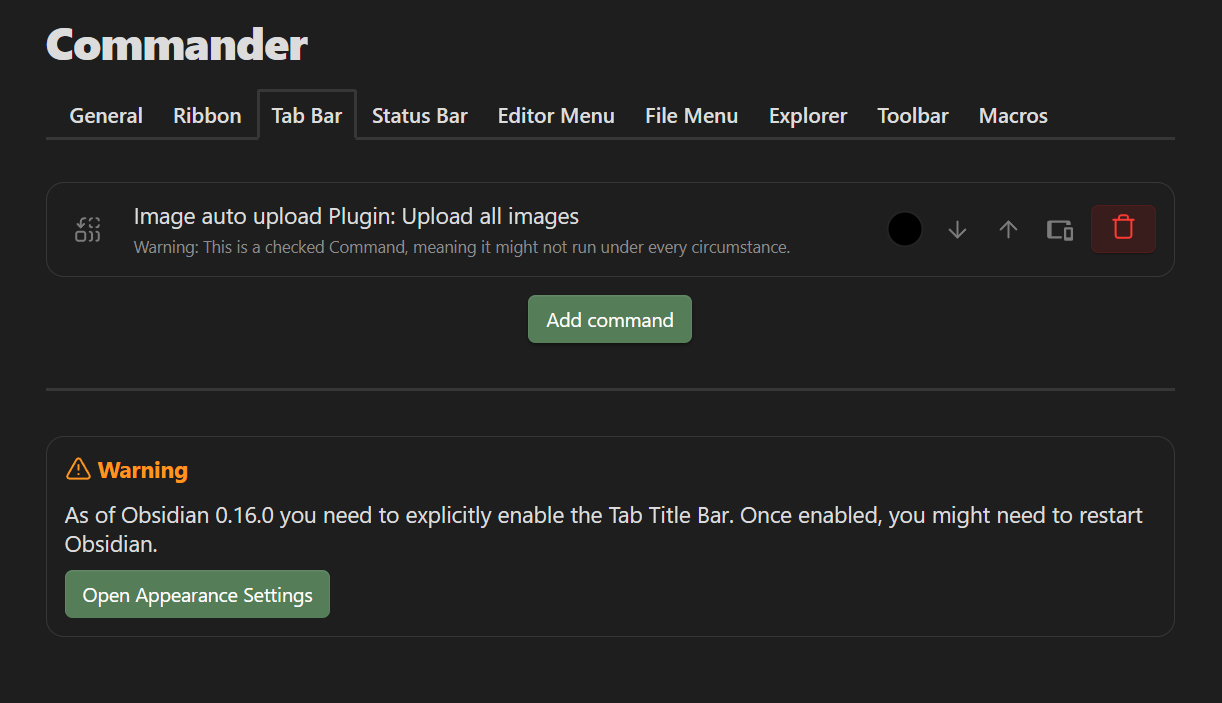 Commander
General Ribbon Tab Bar Status Bar Editor Menu File Menu Explorer Toolbar Macros
Image auto upload Plugin: Upload all images
Warning: This is a checked Command, meaning it might not run under every circumstance.
Add command
Warning
As of Obsidian 0.16.0 you need to explicitly enable the Tab Title Bar. Once enabled, you might need to restart
Obsidian.
Open Appearance Settings